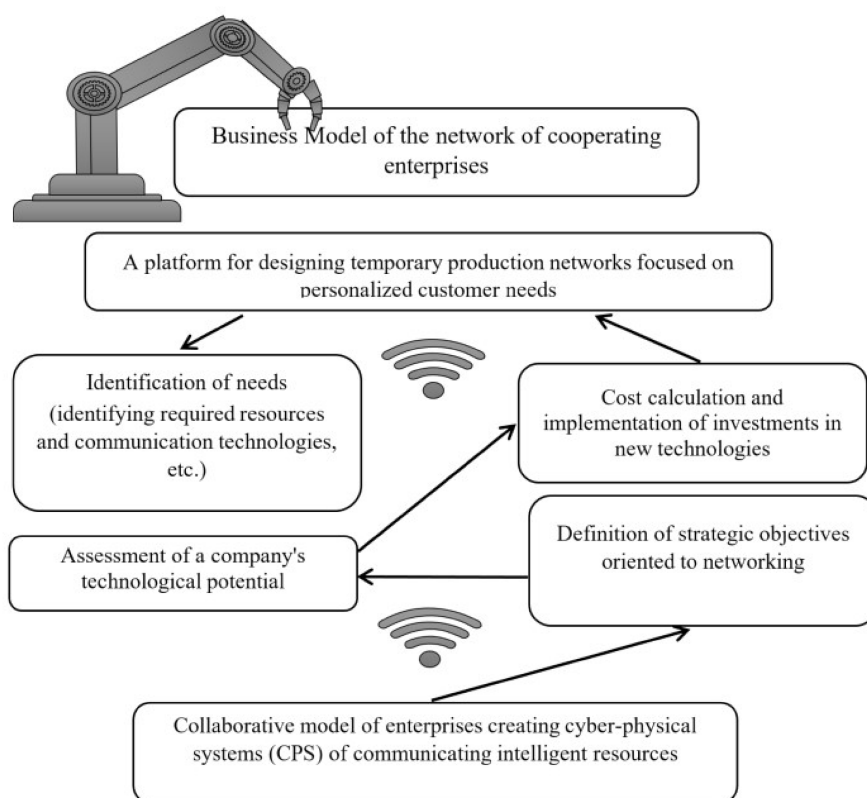 Business Model of the network of cooperating
enterprises
A platform for designing temporary production networks focused on
personalized customer needs
Identification of needs
(identifying required resources
and communication technologies,
etc.)
Cost calculation and
implementation of investments in
new technologies
Assessment of a company's
technological potential
Definition of strategic objectives
oriented to networking
Collaborative model of enterprises creating cyber-physical
systems (CPS) of communicating intelligent resources